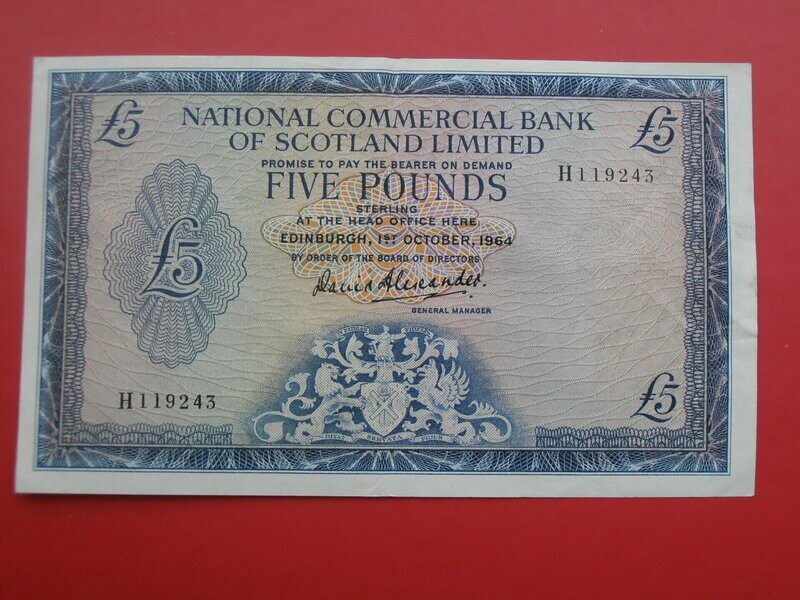 £5
£5
NATIONAL COMMERCIAL BANK
OF SCOTLAND LIMITED
PROMISE TO PAY THE BEARER ON DEMAND
FIVE POUNDS
H119243
STERLING
AT THE HEAD OFFICE HERE
EDINBURGH, 1ST OCTOBER, 1964
BY ORDER OF THE BOARD OF DIRECTORS
£5
David Alexander.
GENERAL MANAGER
H119243
£5